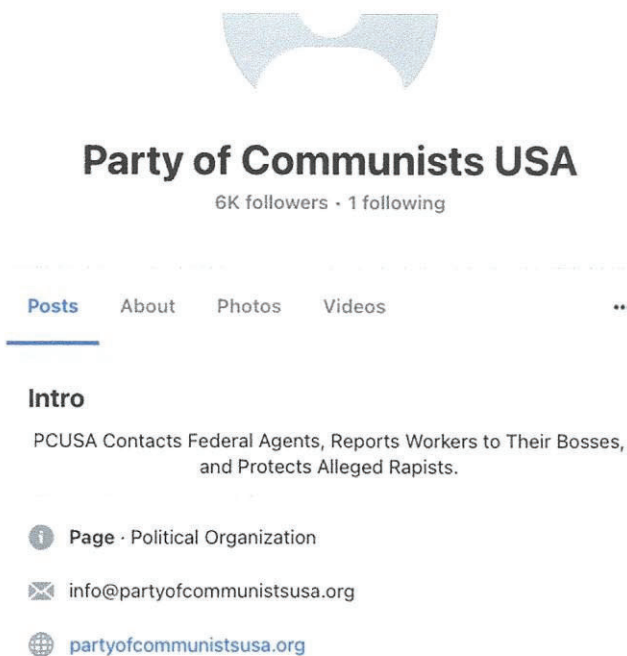 Party of Communists USA
6K followers · 1 following
Posts About Photos Videos
Intro
PCUSA Contacts Federal Agents, Reports Workers to Their Bosses,
and Protects Alleged Rapists.
Page · Political Organization
info@partyofcommunistsusa.org
partyofcommunistsusa.org